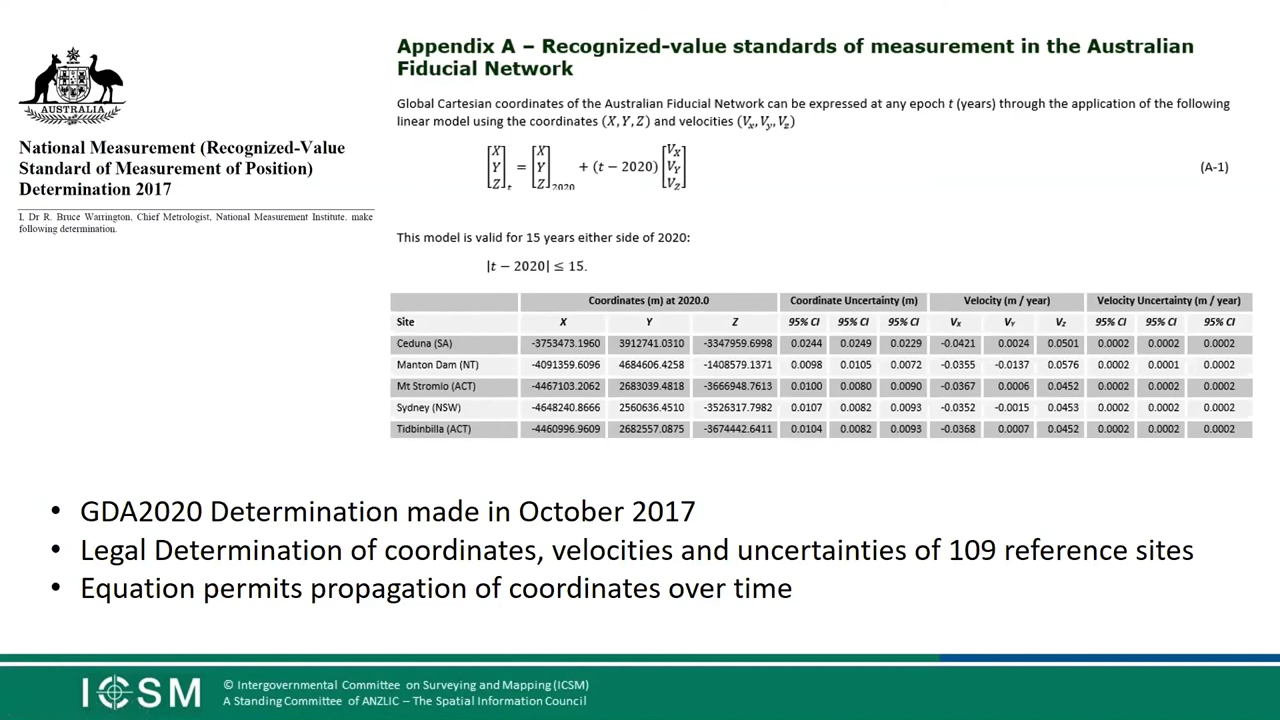 AUSTRALIA
National Measurement (Recognized-Value
Standard of Measurement of Position)
Determination 2017
I, Dr R. Bruce Warrington, Chief Metrologist, National Measurement Institute, make
following determination.
Appendix A – Recognized-value standards of measurement in the Australian
Fiducial Network
Global Cartesian coordinates of the Australian Fiducial Network can be expressed at any epoch t (years) through the application of the following
linear model using the coordinates (X, Y, Z) and velocities (Vx, Vy, Vz)
[X Y Z]t = [X Y Z]2020 + (t − 2020) [VX VY VZ] (A-1)
This model is valid for 15 years either side of 2020:
|t − 2020| ≤ 15.
Coordinates (m) at 2020.0 Coordinate Uncertainty (m) Velocity (m / year) Velocity Uncertainty (m / year)
Site X Y Z 95% CI 95% CI 95% CI VX VY VZ 95% CI 95% CI 95% CI
Ceduna (SA) -3753473.1960 3912741.0310 -3347959.6998 0.0244 0.0249 0.0229 -0.0421 0.0024 0.0501 0.0002 0.0002 0.0002
Manton Dam (NT) -4091359.6096 4684606.4258 -1408579.1371 0.0098 0.0105 0.0072 -0.0355 -0.0137 0.0576 0.0002 0.0001 0.0002
Mt Stromlo (ACT) -4467103.2062 2683039.4818 -3666948.7613 0.0100 0.0080 0.0090 -0.0367 0.0006 0.0452 0.0002 0.0002 0.0002
Sydney (NSW) -4648240.8666 2560636.4510 -3526317.7982 0.0107 0.0082 0.0093 -0.0352 -0.0015 0.0453 0.0002 0.0002 0.0002
Tidbinbilla (ACT) -4460996.9609 2682557.0875 -3674442.6411 0.0104 0.0082 0.0093 -0.0368 0.0007 0.0452 0.0002 0.0002 0.0002
• GDA2020 Determination made in October 2017
• Legal Determination of coordinates, velocities and uncertainties of 109 reference sites
• Equation permits propagation of coordinates over time
ICSM
© Intergovernmental Committee on Surveying and Mapping (ICSM)
A Standing Committee of ANZLIC – The Spatial Information Council